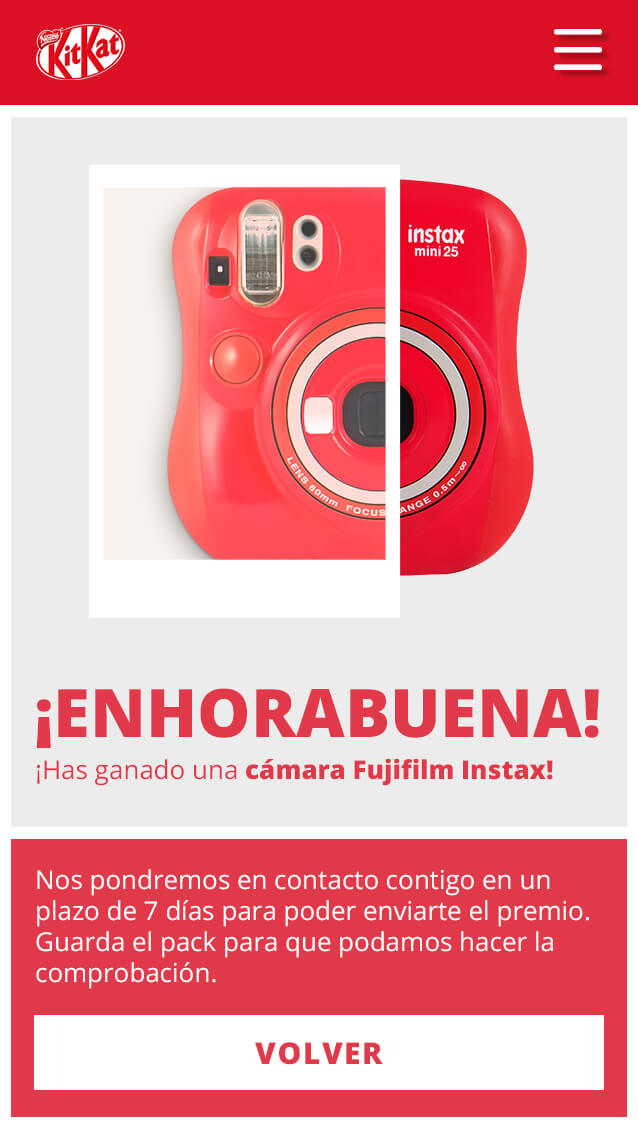 Nestlé
KitKat
instax
mini 25
LENS 60mm FOCUS RANGE 0.5m~∞
¡ENHORABUENA!
¡Has ganado una cámara Fujifilm Instax!
Nos pondremos en contacto contigo en un
plazo de 7 días para poder enviarte el premio.
Guarda el pack para que podamos hacer la
comprobación.
VOLVER